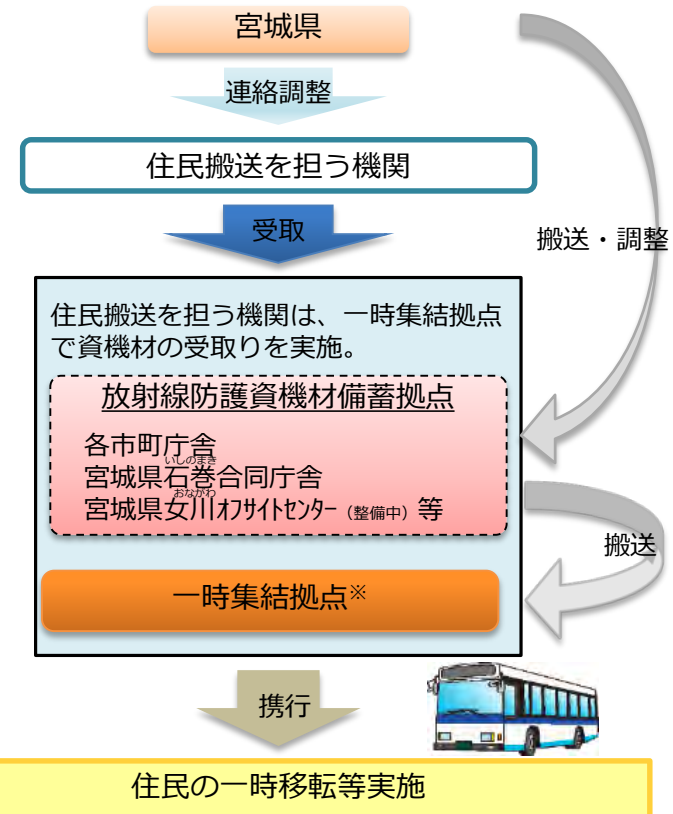 宮城県
連絡調整
住民搬送を担う機関
受取
搬送・調整
住民搬送を担う機関は、一時集結拠点
で資機材の受取りを実施。
放射線防護資機材備蓄拠点
各市町庁舎
いしのまき
宮城県石巻合同庁舎
おながわ
宮城県女川ｵﾌｻｲﾄｾﾝﾀｰ（整備中）等
搬送
一時集結拠点※
携行
住民の一時移転等実施